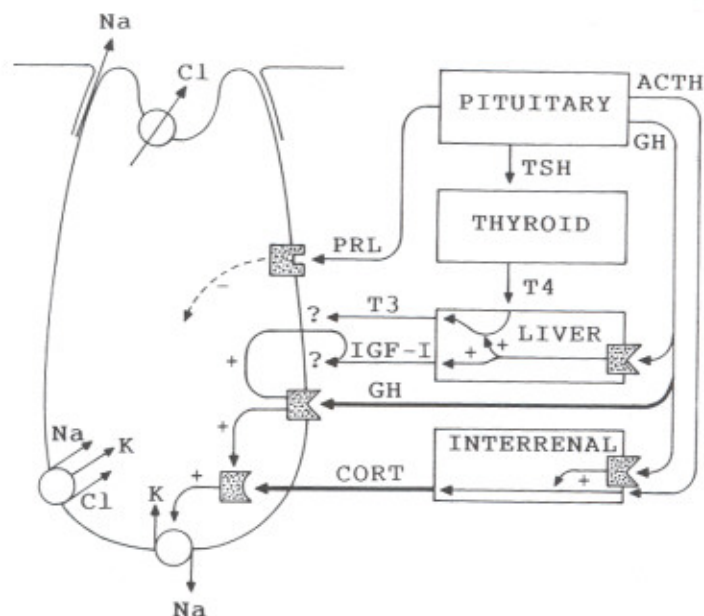 Na
Cl
PITUITARY
ACTH
GH
TSH
THYROID
PRL
T4
T3
?
LIVER
+
+
+
?
IGF-I
GH
+
INTERRENAL
Na
K
Cl
+
K
CORT
+
Na
−